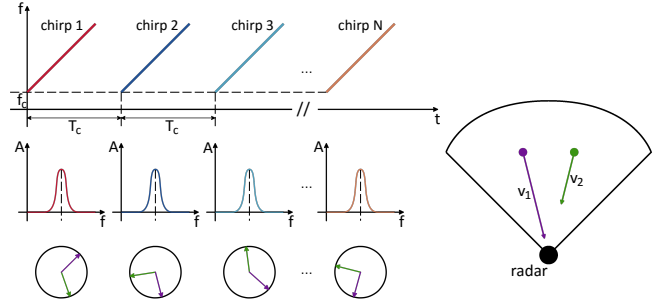 f
chirp 1
chirp 2
chirp 3
chirp N
...
f_c
//
T_c
T_c
t
A
A
A
A
...
f
f
f
f
...
v_1
v_2
radar